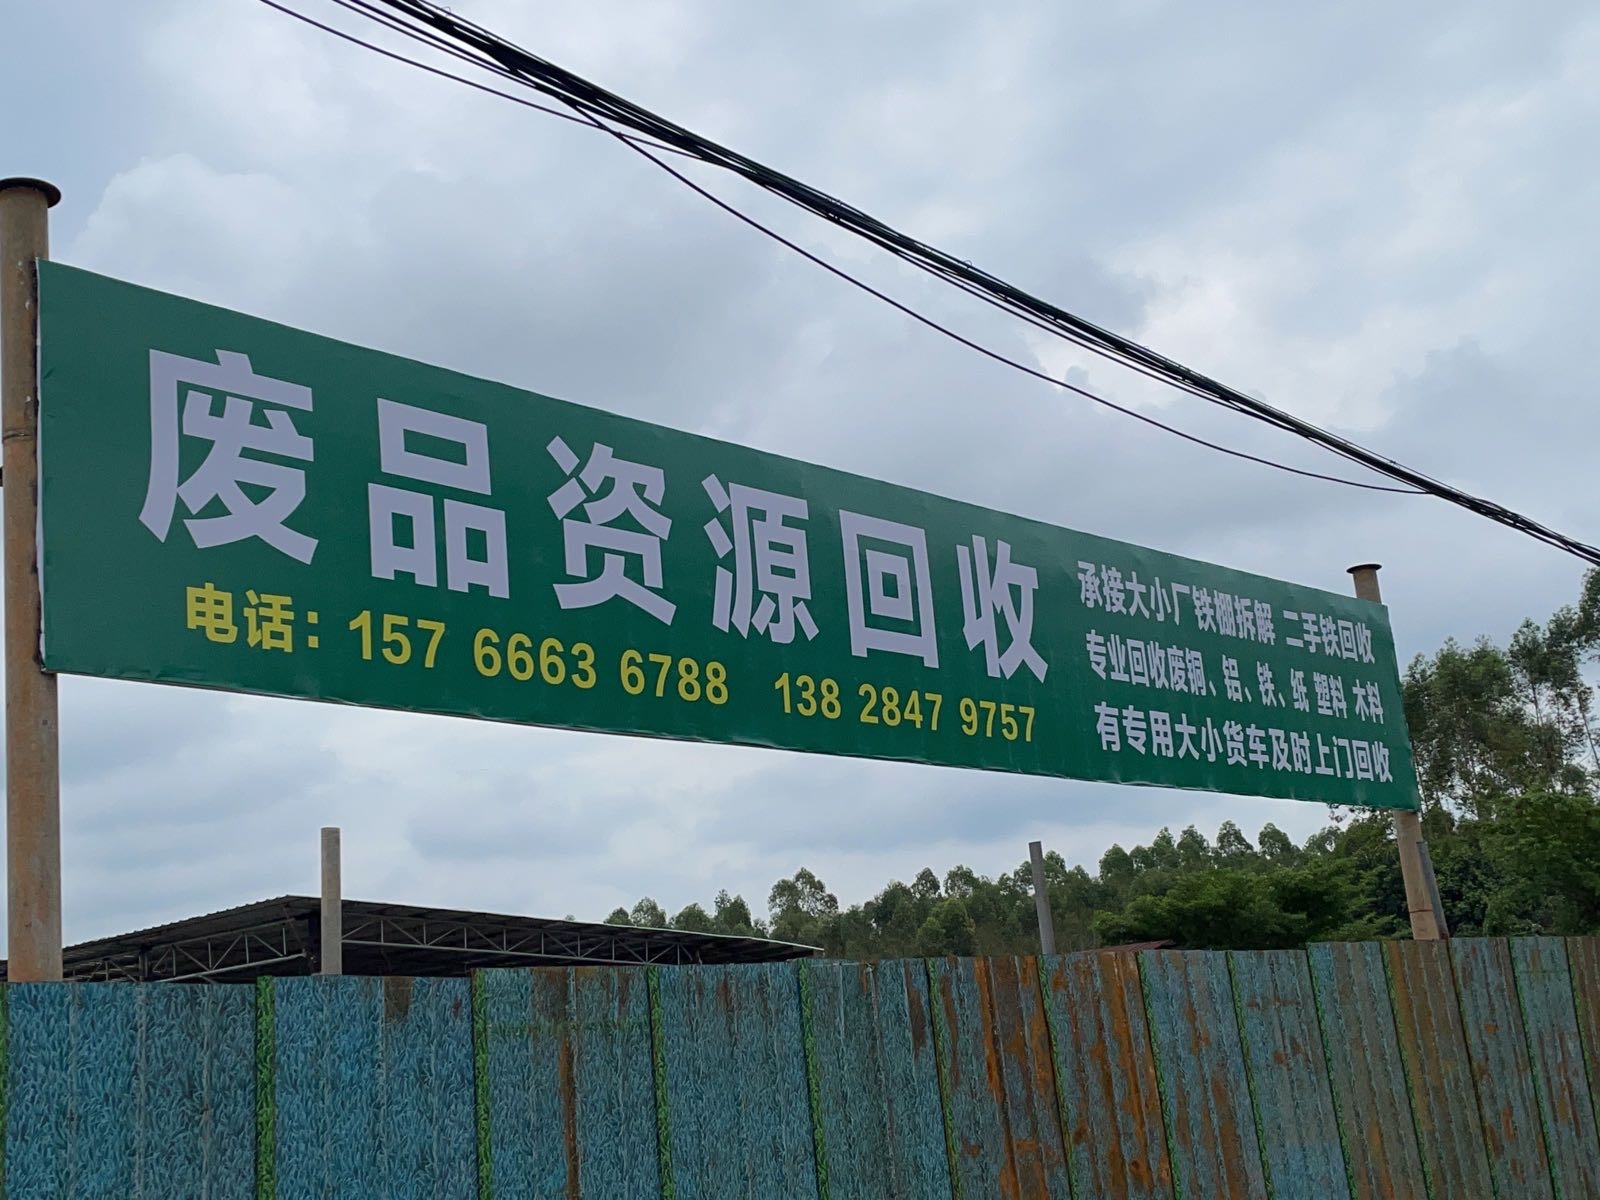 废品资源回收
电话：157 6663 6788 138 2847 9757
承接大小厂铁棚拆解 二手铁回收
专业回收废铜、铝、铁、纸 塑料 木料
有专用大小货车及时上门回收